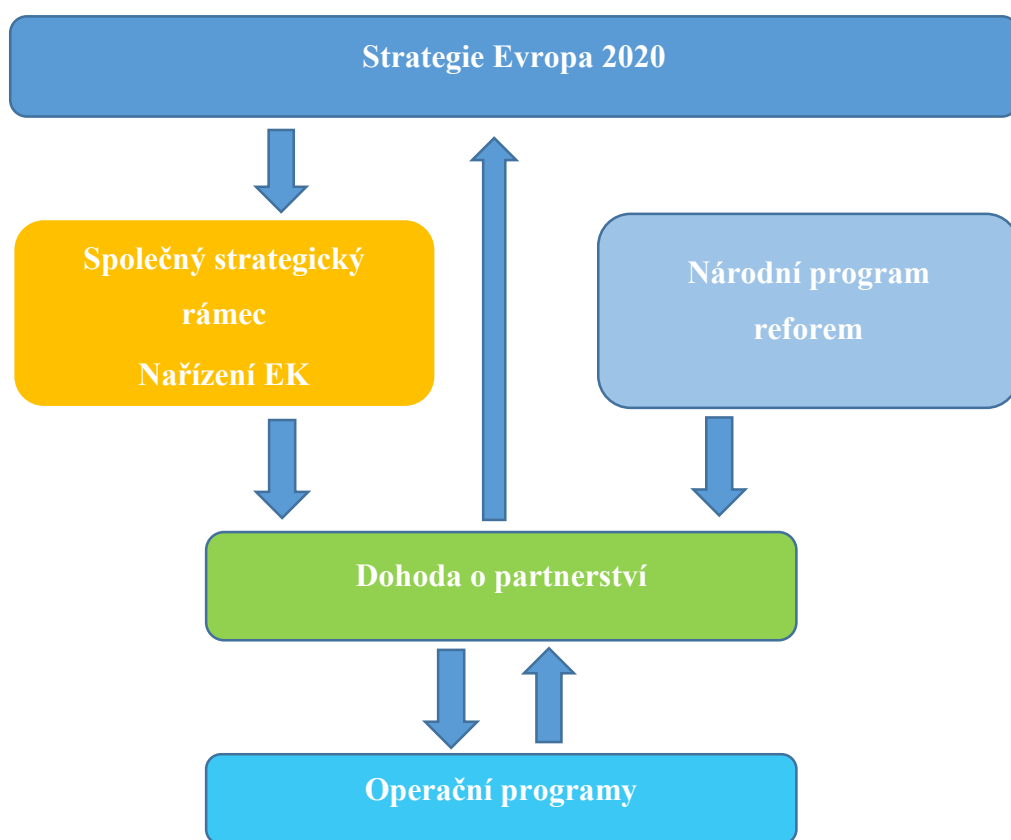 Strategie Evropa 2020
Společný strategický
rámec
Nařízení EK
Národní program
reforem
Dohoda o partnerství
Operační programy